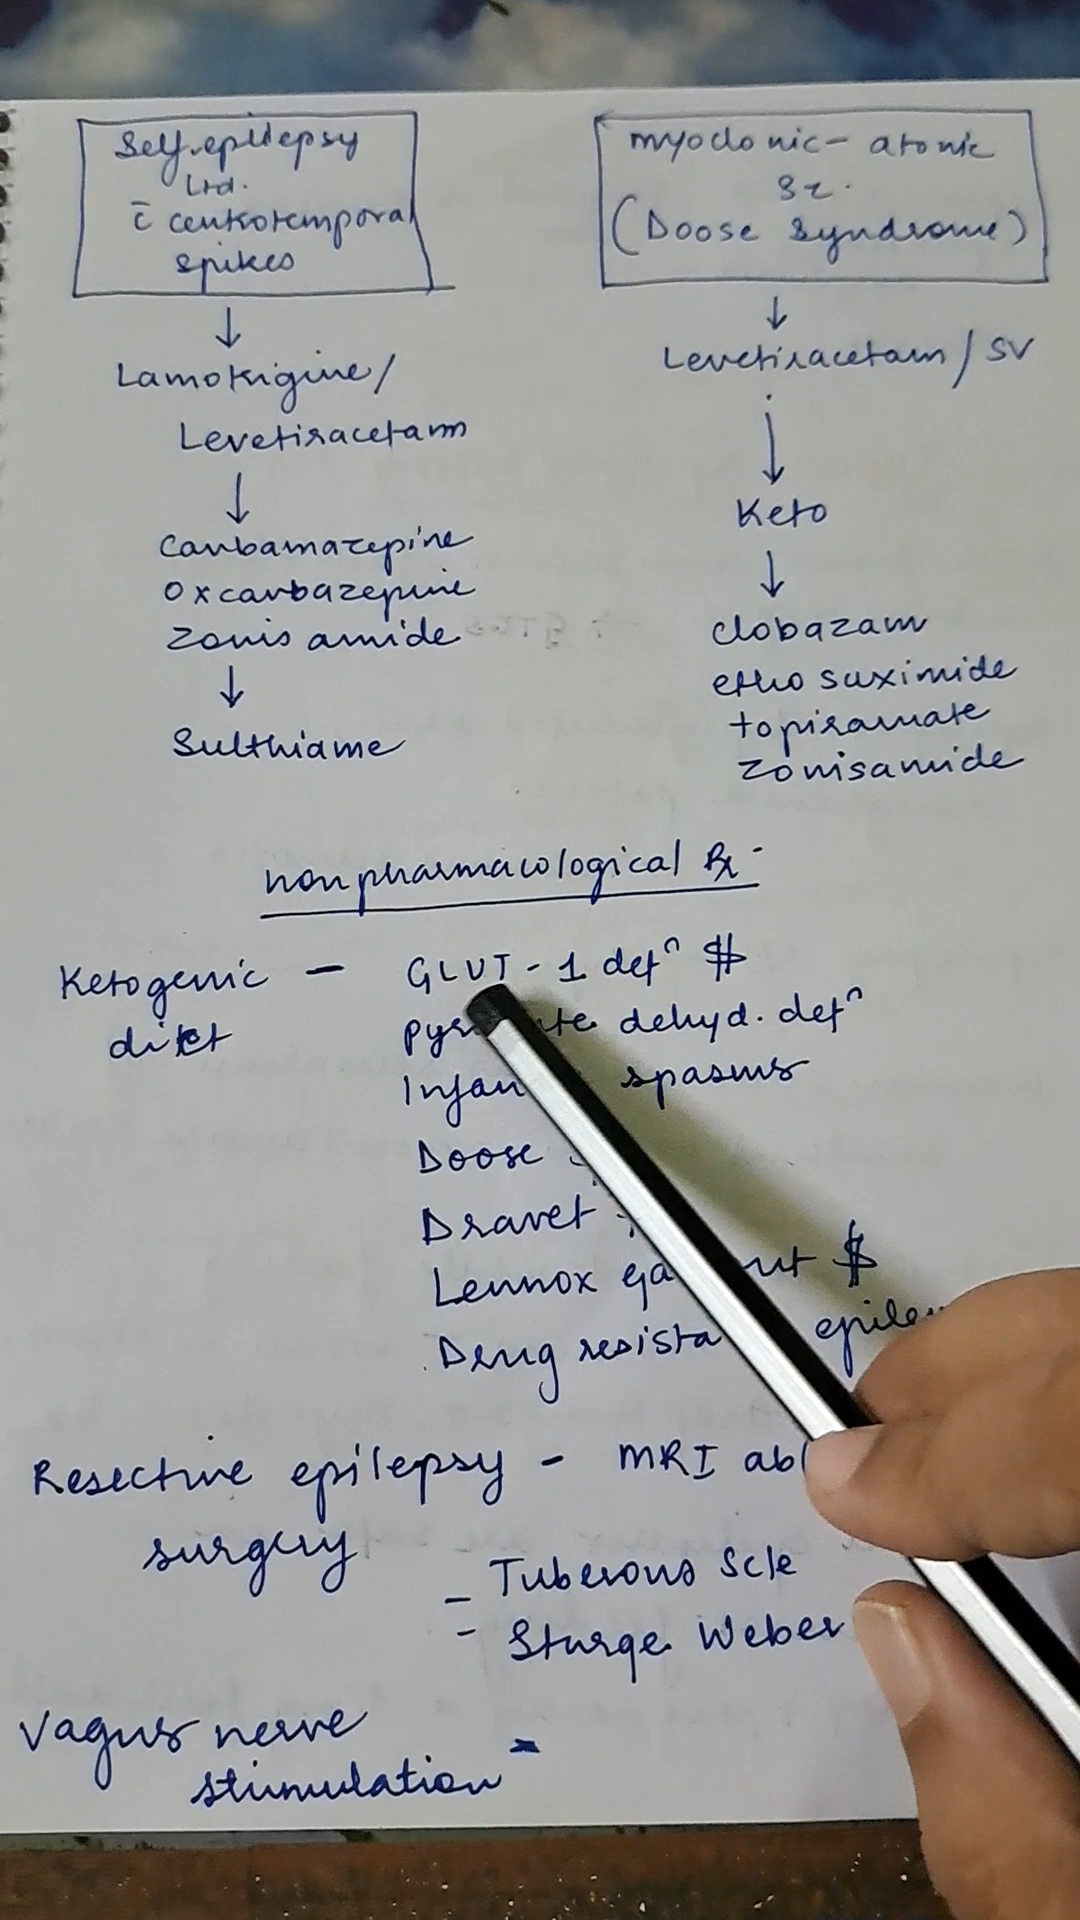 Self.epilepsy
Ltd.
c̄ centrotemporal
spikes
↓
Lamotrigine/
Levetiracetam
↓
Carbamazepine
Oxcarbazepine
Zonisamide
↓
Sulthiame
myoclonic-atonic
Sz.
(Doose Syndrome)
↓
Levetiracetam/SV
↓
Keto
↓
clobazam
ethosuximide
topiramate
Zonisamide
nonpharmacological Rx
Ketogenic diet — GLUT-1 defⁿ $
dehyd. defⁿ
spasms
Doose
Dravet
Lennox $
Drug
Resective epilepsy surgery - MRI
- Tuberous Scle
- Sturge Weber
Vagus nerve stimulation -